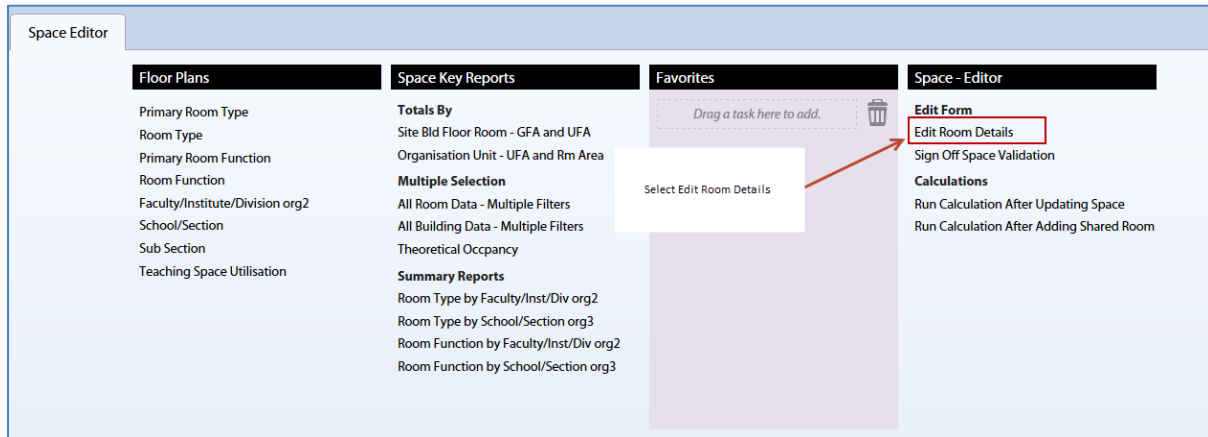 Space Editor
Floor Plans
Primary Room Type
Room Type
Primary Room Function
Room Function
Faculty/Institute/Division org2
School/Section
Sub Section
Teaching Space Utilisation
Space Key Reports
Totals By
Site Bld Floor Room - GFA and UFA
Organisation Unit - UFA and Rm Area
Multiple Selection
All Room Data - Multiple Filters
All Building Data - Multiple Filters
Theoretical Occpancy
Summary Reports
Room Type by Faculty/Inst/Div org2
Room Type by School/Section org3
Room Function by Faculty/Inst/Div org2
Room Function by School/Section org3
Favorites
Drag a task here to add.
Select Edit Room Details
Space - Editor
Edit Form
Edit Room Details
Sign Off Space Validation
Calculations
Run Calculation After Updating Space
Run Calculation After Adding Shared Room